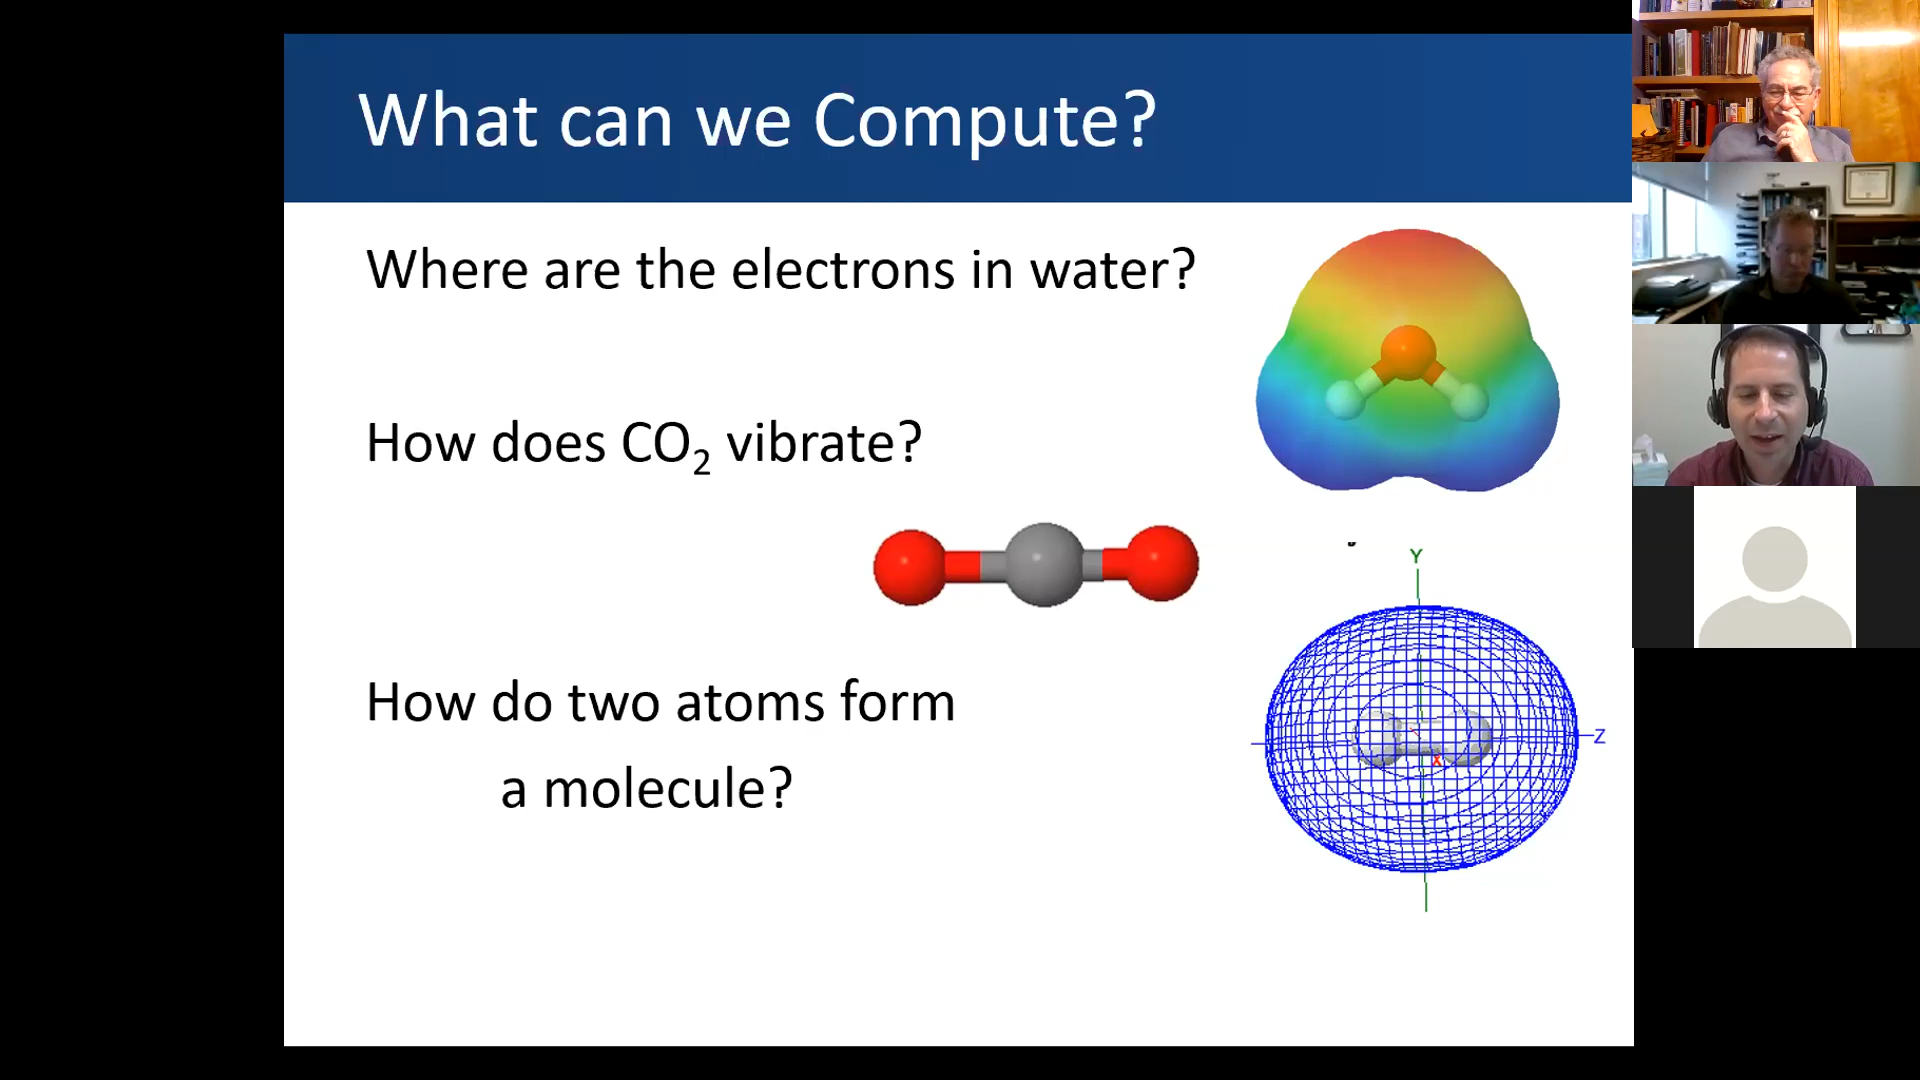 What can we Compute?
Where are the electrons in water?
How does CO₂ vibrate?
How do two atoms form
a molecule?
Y
Z
X